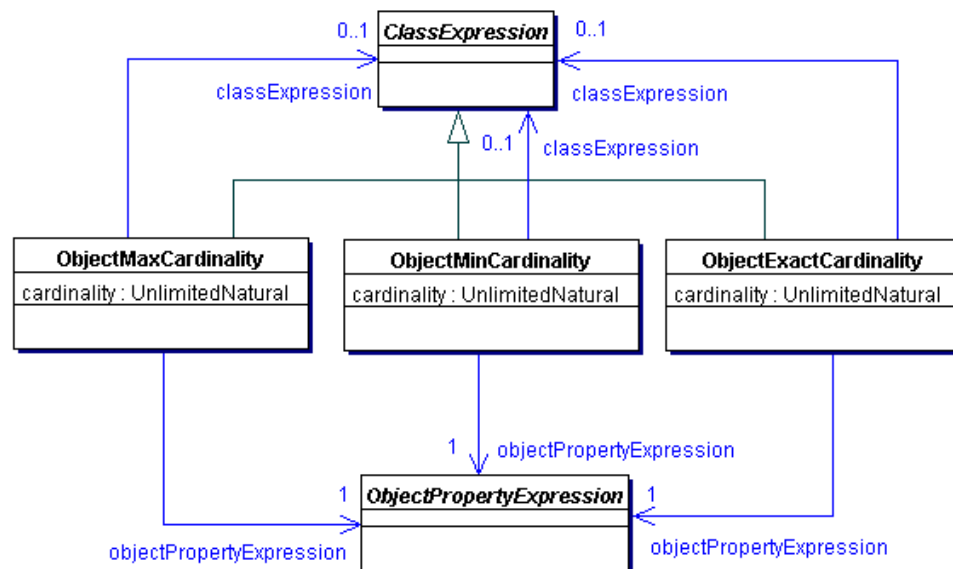 0..1
ClassExpression
0..1
classExpression
classExpression
0..1
classExpression
ObjectMaxCardinality
cardinality : UnlimitedNatural
ObjectMinCardinality
cardinality : UnlimitedNatural
ObjectExactCardinality
cardinality : UnlimitedNatural
1
objectPropertyExpression
1
ObjectPropertyExpression
1
objectPropertyExpression
objectPropertyExpression